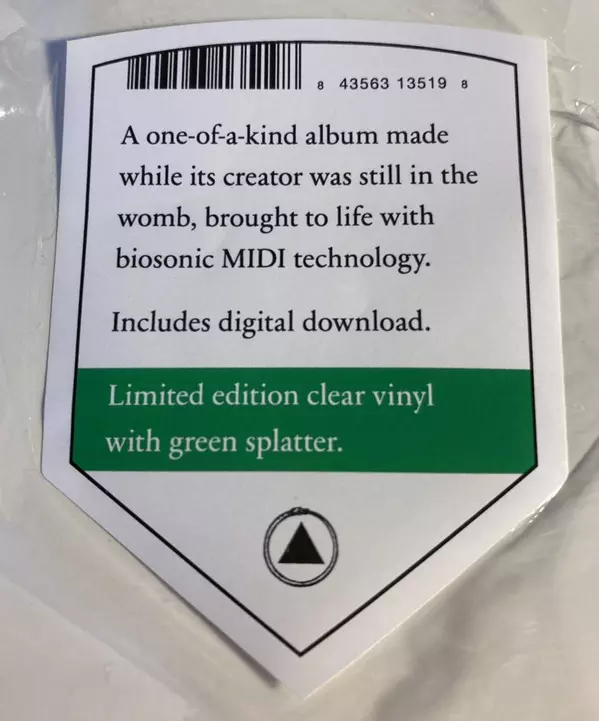 8 43563 13519 8
A one-of-a-kind album made
while its creator was still in the
womb, brought to life with
biosonic MIDI technology.
Includes digital download.
Limited edition clear vinyl
with green splatter.